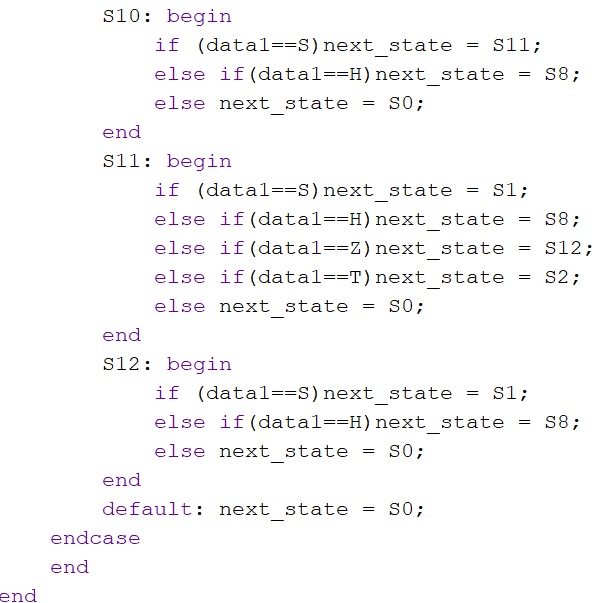 S10: begin
if (data1==S)next_state = S11;
else if(data1==H)next_state = S8;
else next_state = S0;
end
S11: begin
if (data1==S)next_state = S1;
else if(data1==H)next_state = S8;
else if(data1==Z)next_state = S12;
else if(data1==T)next_state = S2;
else next_state = S0;
end
S12: begin
if (data1==S)next_state = S1;
else if(data1==H)next_state = S8;
else next_state = S0;
end
default: next_state = S0;
endcase
end
end